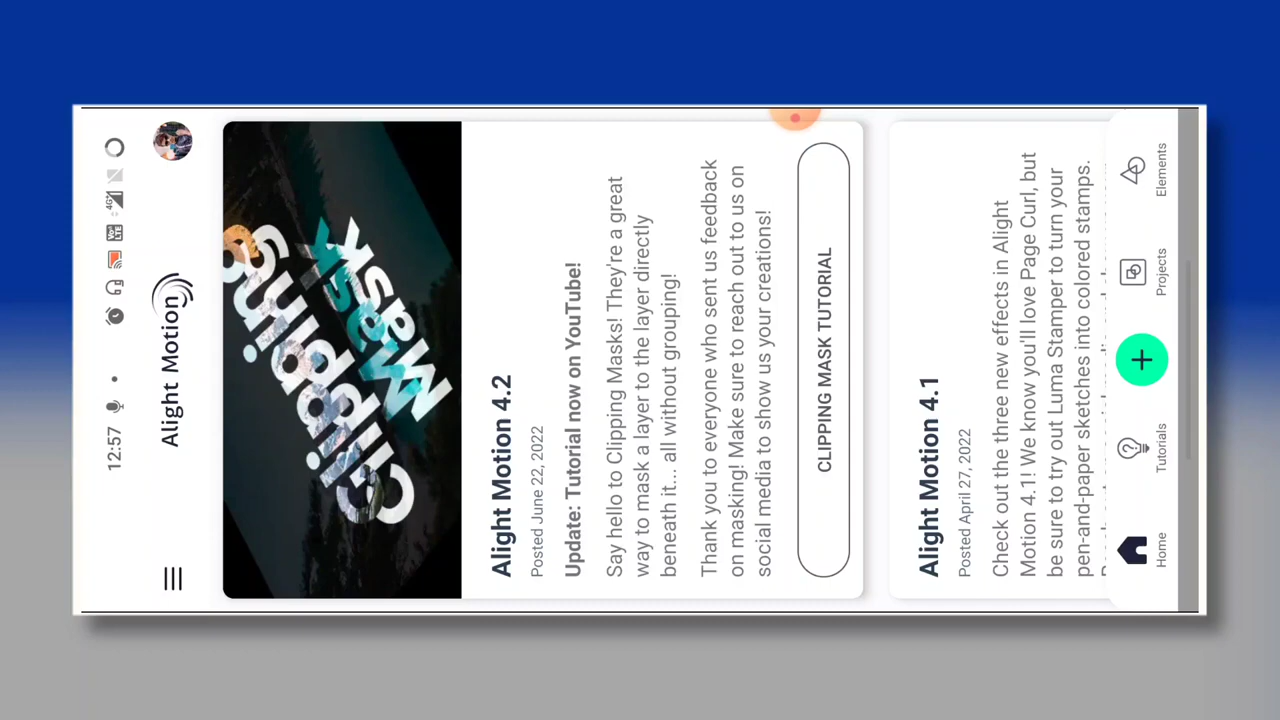 12:57
4G
Vo
LTE
Alight Motion
Clipping
Mask
Alight Motion 4.2
Posted June 22, 2022
Update: Tutorial now on YouTube!
Say hello to Clipping Masks! They're a great
way to mask a layer to the layer directly
beneath it... all without grouping!
Thank you to everyone who sent us feedback
on masking! Make sure to reach out to us on
social media to show us your creations!
CLIPPING MASK TUTORIAL
Alight Motion 4.1
Posted April 27, 2022
Check out the three new effects in Alight
Motion 4.1! We know you'll love Page Curl, but
be sure to try out Luma Stamper to turn your
pen-and-paper sketches into colored stamps.
Home
Tutorials
Projects
Elements